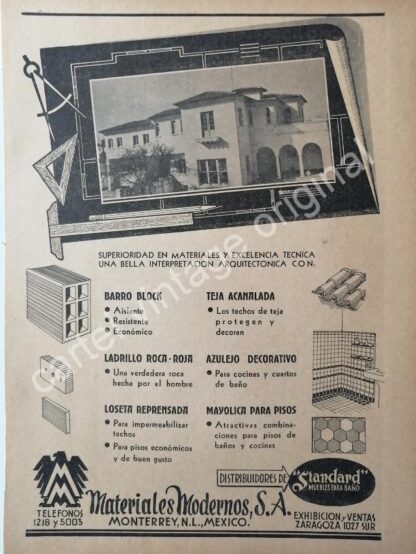 SUPERIORIDAD EN MATERIALES Y EXCELENCIA TECNICA
UNA BELLA INTERPRETACION ARQUITECTONICA CON:
BARRO BLOCK
● Aislante
● Resistente
● Económico
TEJA ACANALADA
● Los techos de teja
protegen y
decoran
LADRILLO ROCA-ROJA
● Una verdadera roca
hecha por el hombre
AZULEJO DECORATIVO
● Para cocinas y cuartos
de baño
LOSETA REPRENSADA
● Para impermeabilizar
techos
● Para pisos económicos
y de buen gusto
MAYOLICA PARA PISOS
● Atractivas combina-
ciones para pisos de
baños y cocinas
DISTRIBUIDORES DE
"Standard"
MUEBLES PARA BAÑO
MM
TELEFONOS
1218 y 5003
Materiales Modernos, S.A.
MONTERREY, N.L., MEXICO.
EXHIBICION y VENTAS
ZARAGOZA 1027 SUR
cartel vintage original